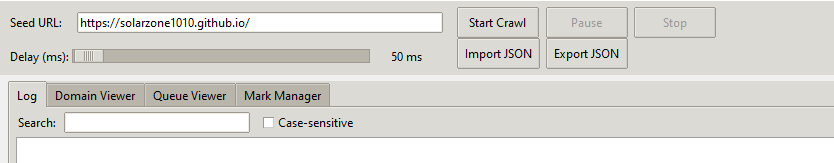 Seed URL: https://solarzone1010.github.io/ Start Crawl Pause Stop
Delay (ms): 50 ms Import JSON Export JSON
Log Domain Viewer Queue Viewer Mark Manager
Search: Case-sensitive